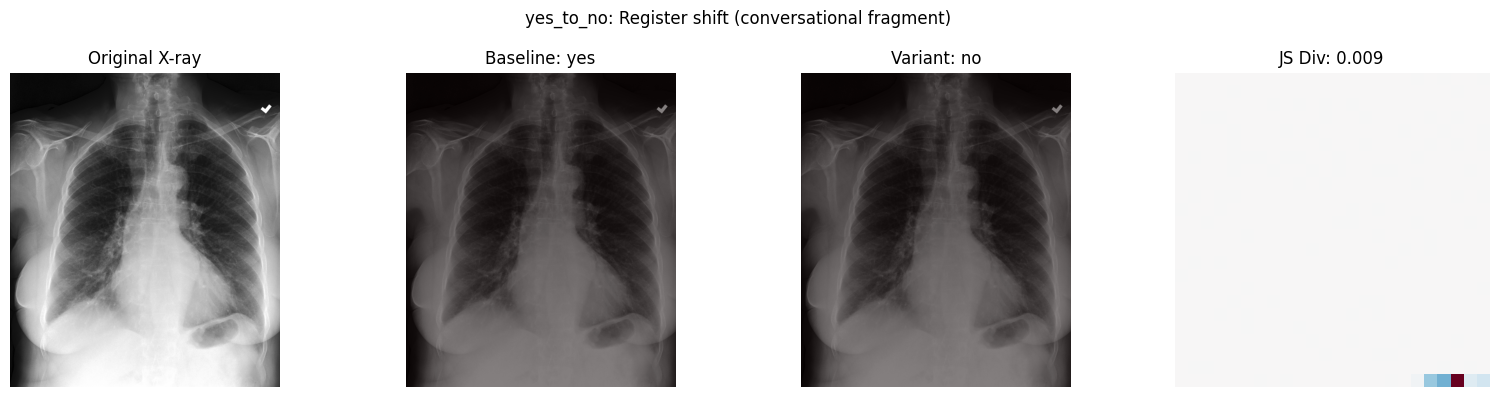 yes_to_no: Register shift (conversational fragment)
Original X-ray
Baseline: yes
Variant: no
JS Div: 0.009